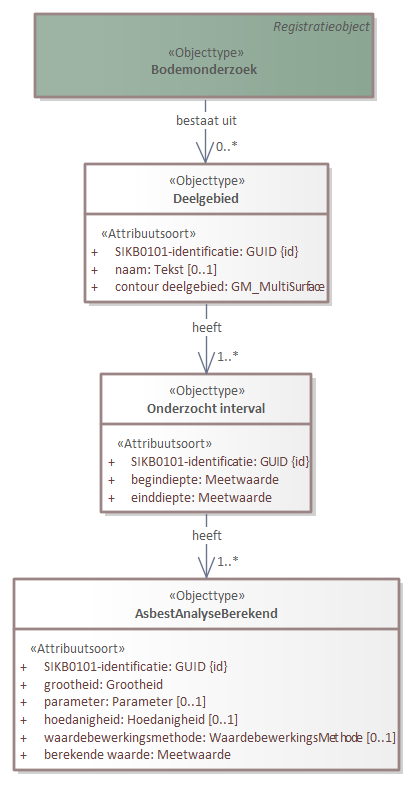 Registratieobject
«Objecttype»
Bodemonderzoek
bestaat uit
0..*
«Objecttype»
Deelgebied
«Attribuutsoort»
+ SIKB0101-identificatie: GUID {id}
+ naam: Tekst [0..1]
+ contour deelgebied: GM_MultiSurface
heeft
1..*
«Objecttype»
Onderzocht interval
«Attribuutsoort»
+ SIKB0101-identificatie: GUID {id}
+ begindiepte: Meetwaarde
+ einddiepte: Meetwaarde
heeft
1..*
«Objecttype»
AsbestAnalyseBerekend
«Attribuutsoort»
+ SIKB0101-identificatie: GUID {id}
+ grootheid: Grootheid
+ parameter: Parameter [0..1]
+ hoedanigheid: Hoedanigheid [0..1]
+ waardebewerkingsmethode: WaardebewerkingsMethode [0..1]
+ berekende waarde: Meetwaarde